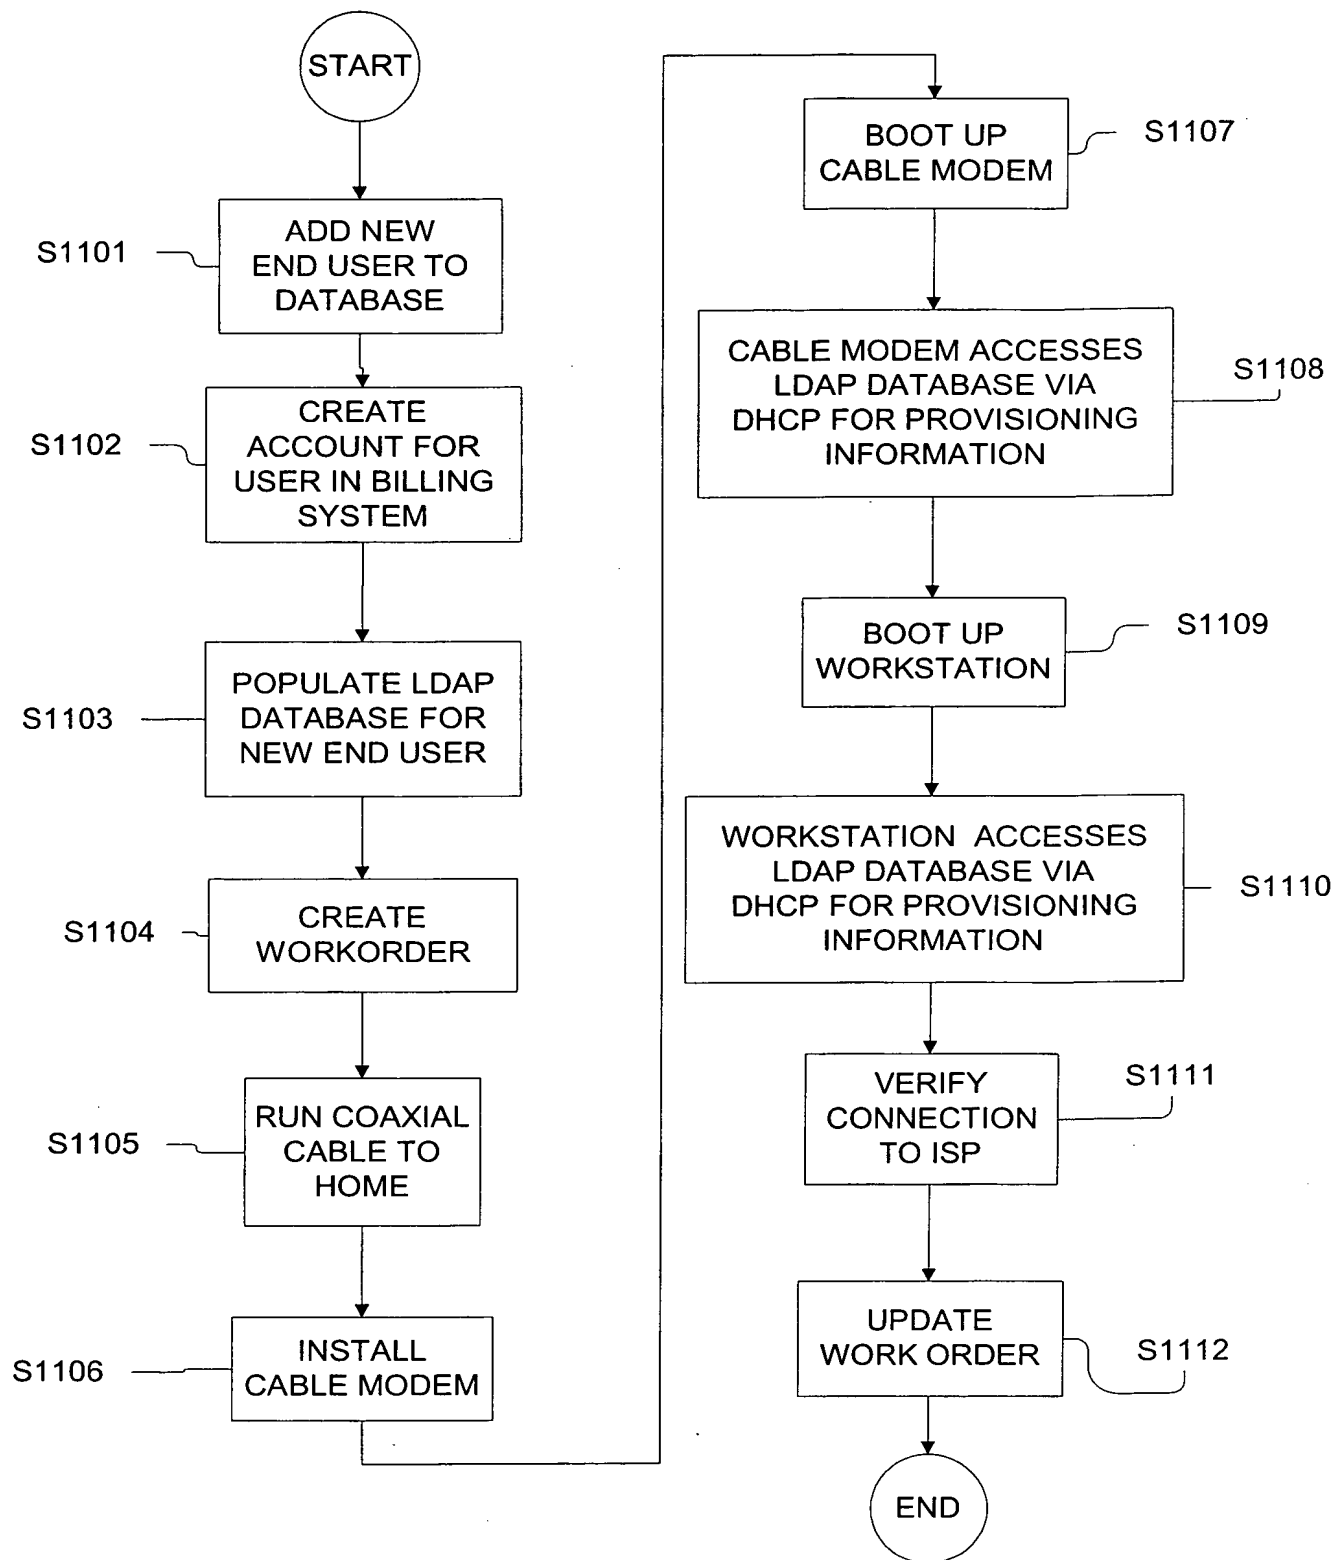 START
S1101
ADD NEW
END USER TO
DATABASE
S1102
CREATE
ACCOUNT FOR
USER IN BILLING
SYSTEM
S1103
POPULATE LDAP
DATABASE FOR
NEW END USER
S1104
CREATE
WORKORDER
S1105
RUN COAXIAL
CABLE TO
HOME
S1106
INSTALL
CABLE MODEM
BOOT UP
CABLE MODEM
S1107
CABLE MODEM ACCESSES
LDAP DATABASE VIA
DHCP FOR PROVISIONING
INFORMATION
S1108
BOOT UP
WORKSTATION
S1109
WORKSTATION ACCESSES
LDAP DATABASE VIA
DHCP FOR PROVISIONING
INFORMATION
S1110
VERIFY
CONNECTION
TO ISP
S1111
UPDATE
WORK ORDER
S1112
END